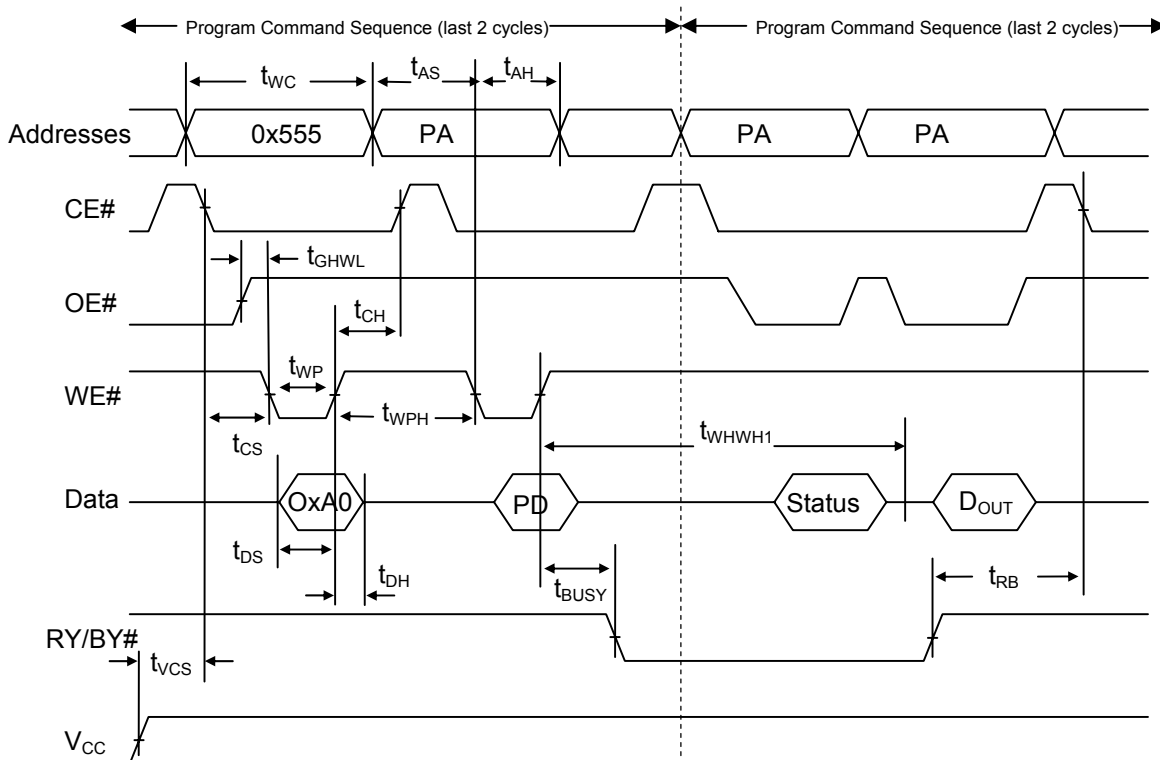 Program Command Sequence (last 2 cycles) Program Command Sequence (last 2 cycles)
tWC tAS tAH
Addresses 0x555 PA PA PA
CE#
tGHWL
OE#
tCH
tWP
WE#
tWPH
tWHWH1
tCS
Data OxA0 PD Status DOUT
tDS
tDH
tBUSY
tRB
RY/BY#
tVCS
VCC